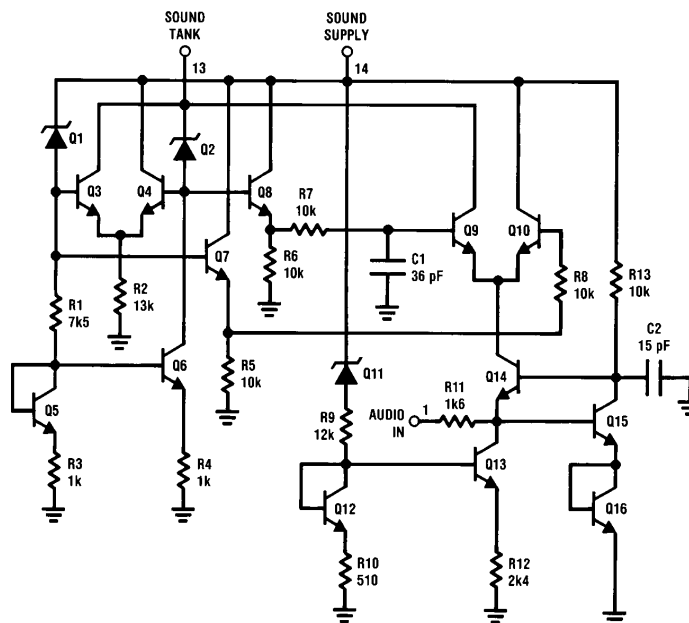 SOUND
TANK
13
SOUND
SUPPLY
14
Q1
Q2
Q3
Q4
Q8
R7
10k
Q9
Q10
R6
10k
C1
36 pF
R8
10k
R13
10k
Q7
R2
13k
R1
7k5
C2
15 pF
Q6
R5
10k
Q11
Q14
R11
1k6
AUDIO
IN
1
Q15
R9
12k
Q5
Q13
R3
1k
R4
1k
Q12
Q16
R10
510
R12
2k4